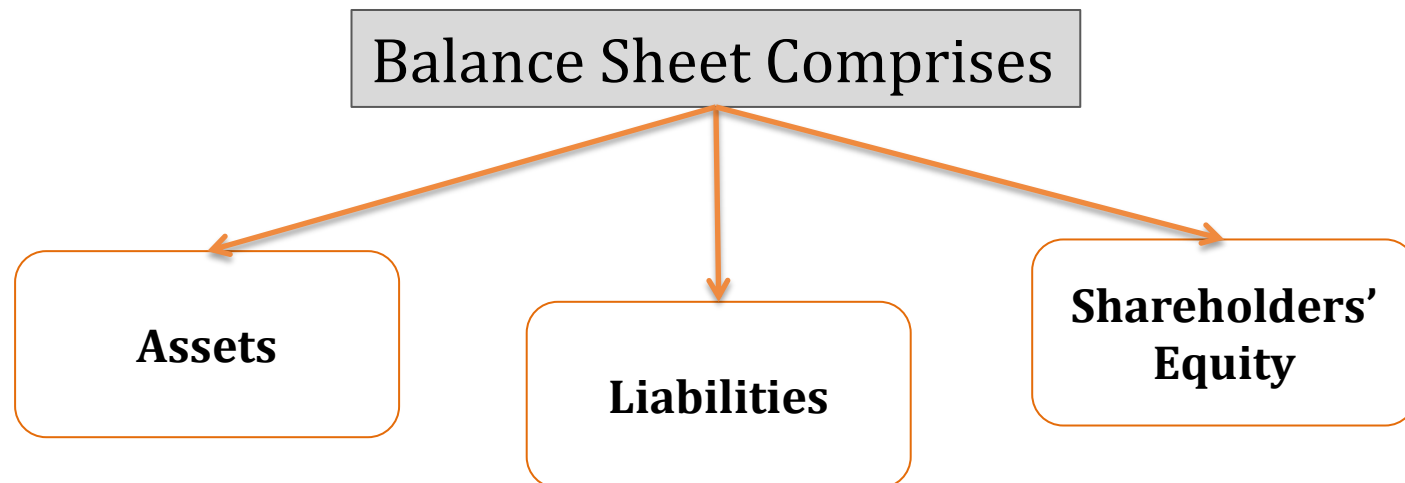 Balance Sheet Comprises
Assets
Liabilities
Shareholders’
Equity